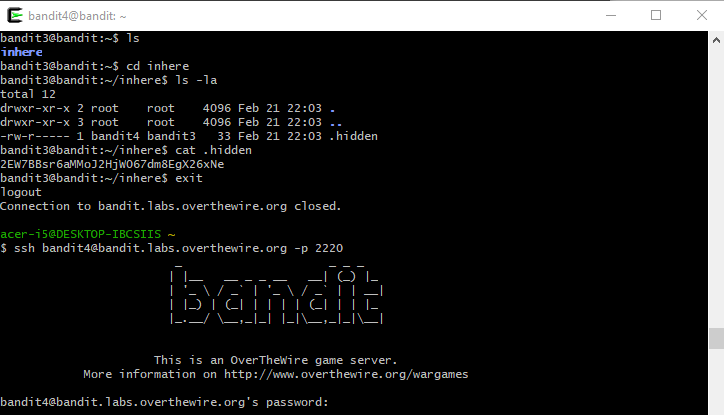 bandit4@bandit: ~
bandit3@bandit:~$ ls
inhere
bandit3@bandit:~$ cd inhere
bandit3@bandit:~/inhere$ ls -la
total 12
drwxr-xr-x 2 root    root    4096 Feb 21 22:03 .
drwxr-xr-x 3 root    root    4096 Feb 21 22:03 ..
-rw-r----- 1 bandit4 bandit3   33 Feb 21 22:03 .hidden
bandit3@bandit:~/inhere$ cat .hidden
2EW7BBsr6aMMoJ2HjW067dm8EgX26xNe
bandit3@bandit:~/inhere$ exit
logout
Connection to bandit.labs.overthewire.org closed.
acer-i5@DESKTOP-IBCSIIS ~
$ ssh bandit4@bandit.labs.overthewire.org -p 2220
bandit
This is an OverTheWire game server.
More information on http://www.overthewire.org/wargames
bandit4@bandit.labs.overthewire.org's password: